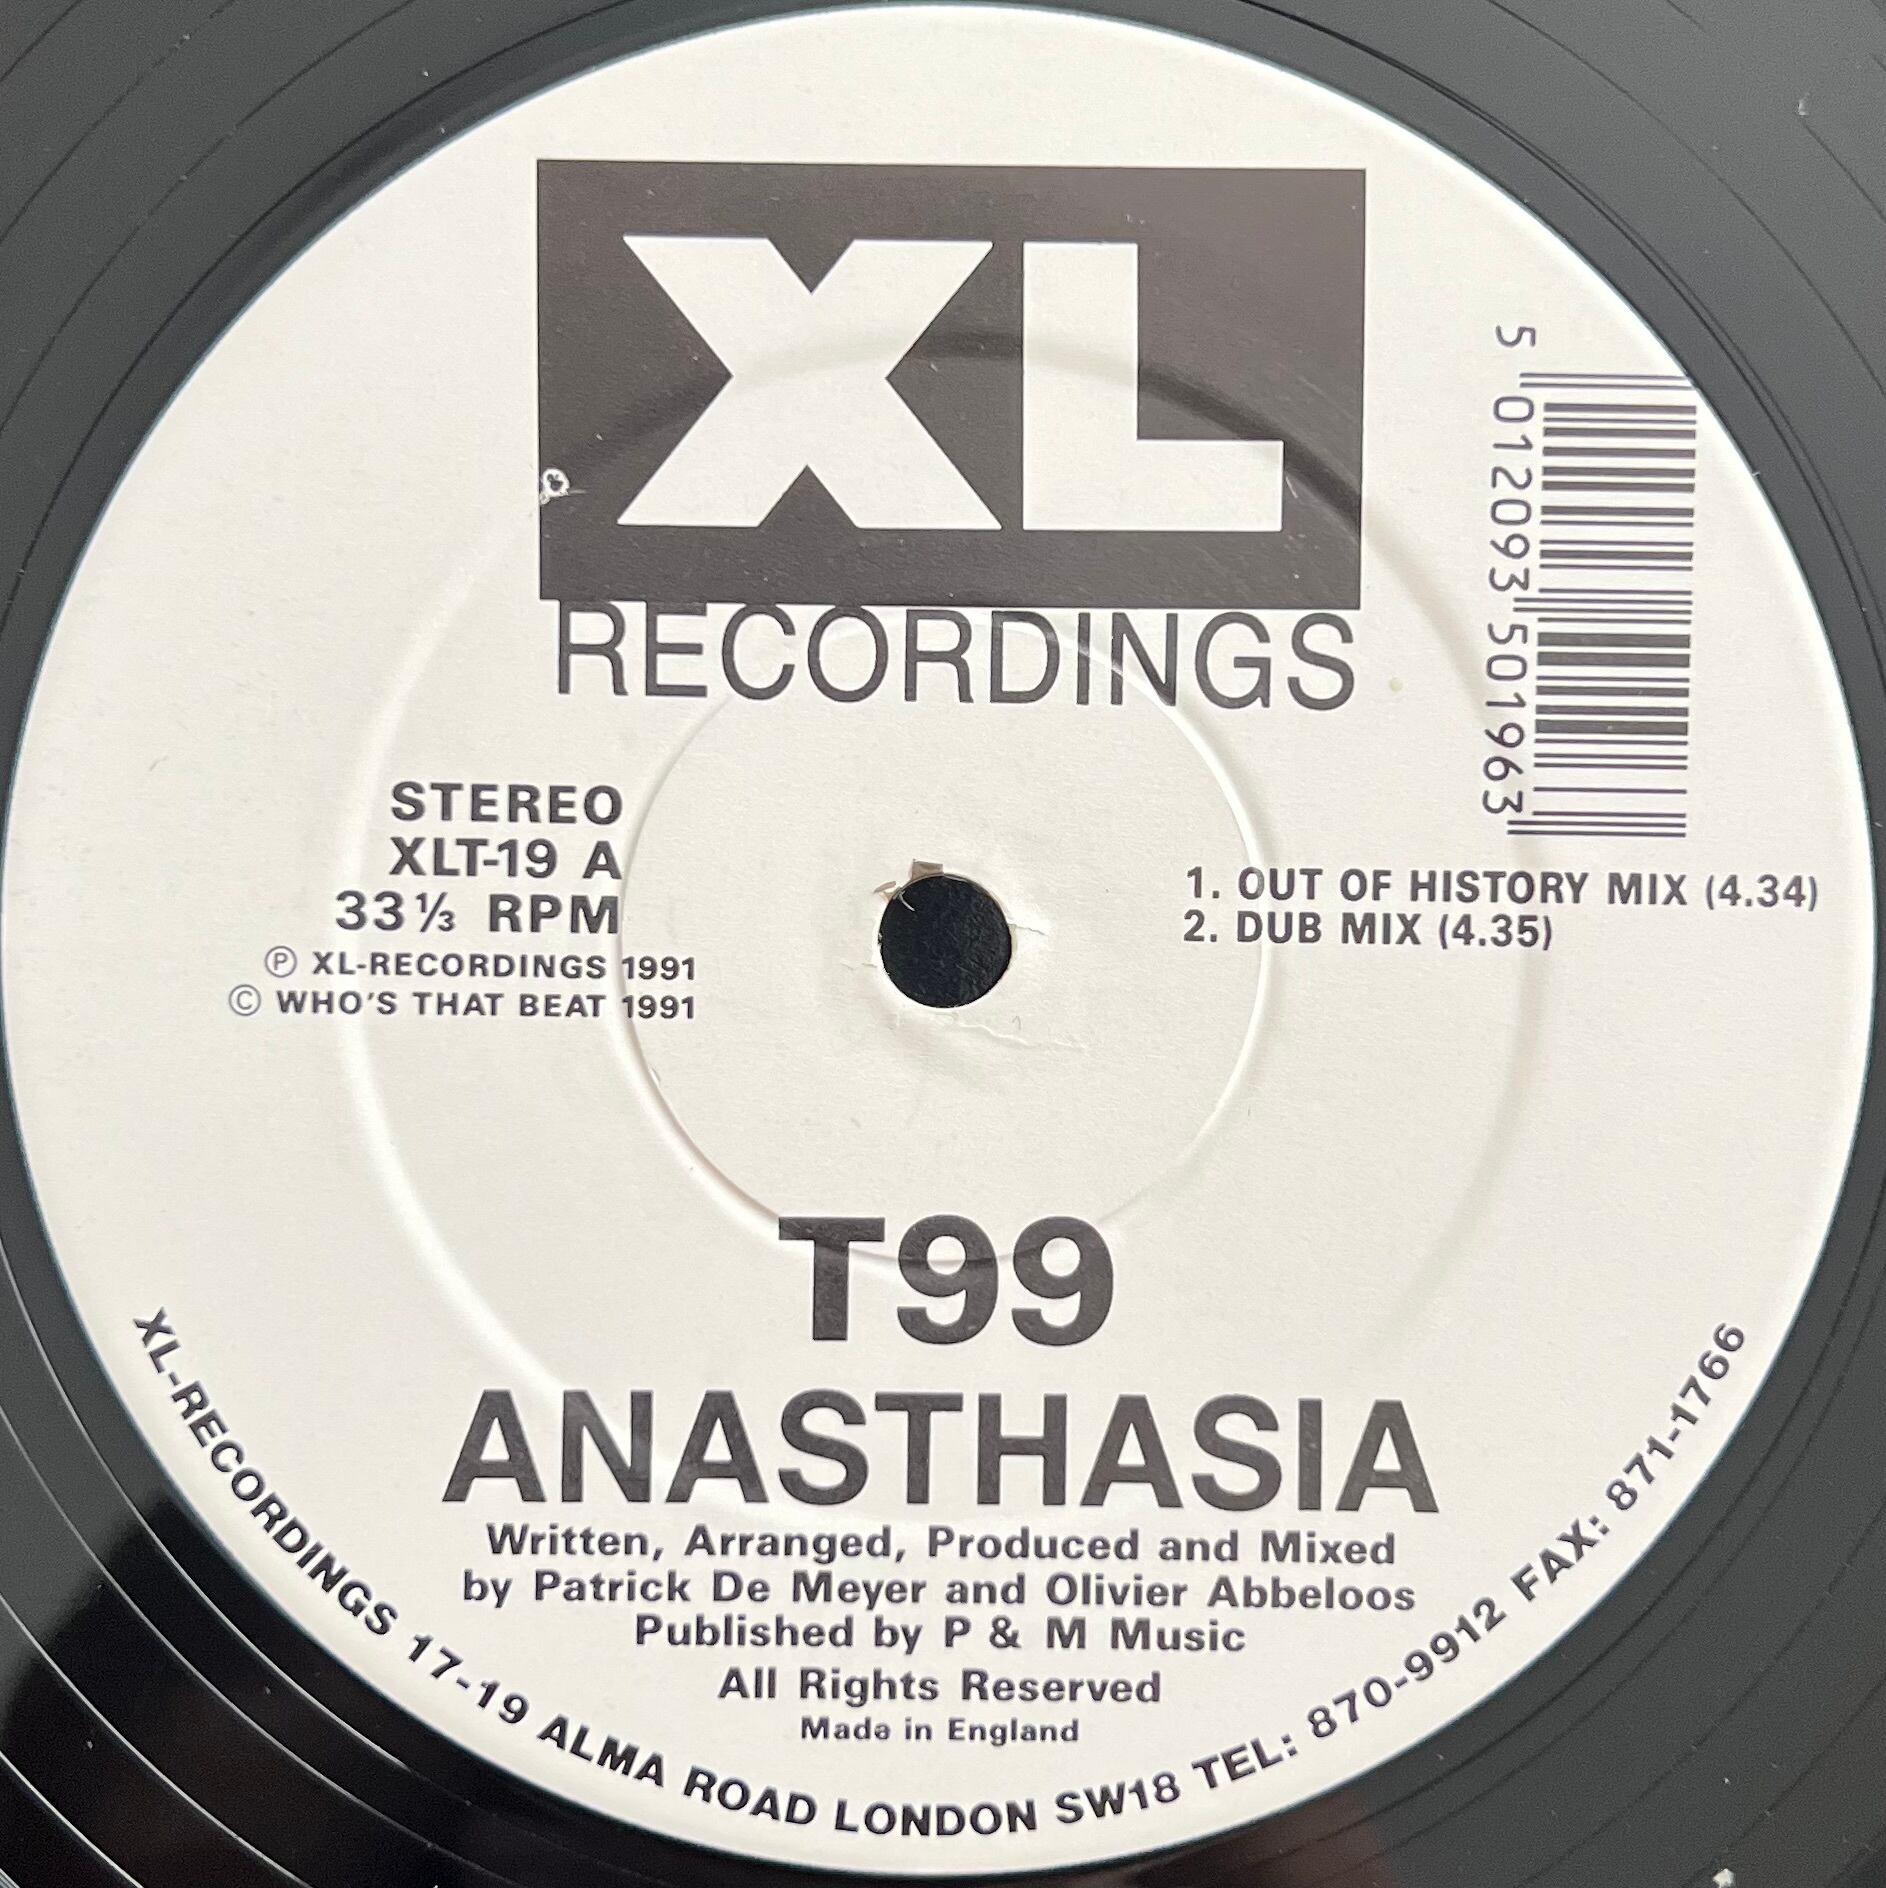 XL
RECORDINGS
5 012093 501963
STEREO
XLT-19 A
33⅓ RPM
Ⓟ XL-RECORDINGS 1991
© WHO'S THAT BEAT 1991
1. OUT OF HISTORY MIX (4.34)
2. DUB MIX (4.35)
T99
ANASTHASIA
Written, Arranged, Produced and Mixed
by Patrick De Meyer and Olivier Abbeloos
Published by P & M Music
All Rights Reserved
Made in England
XL-RECORDINGS 17-19 ALMA ROAD LONDON SW18 TEL: 870-9912 FAX: 871-1766